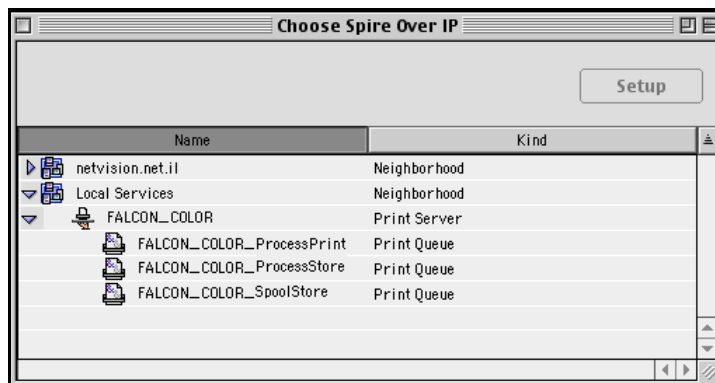 Choose Spire Over IP
Setup
Name Kind
netvision.net.il Neighborhood
Local Services Neighborhood
FALCON_COLOR Print Server
FALCON_COLOR_ProcessPrint Print Queue
FALCON_COLOR_ProcessStore Print Queue
FALCON_COLOR_SpoolStore Print Queue